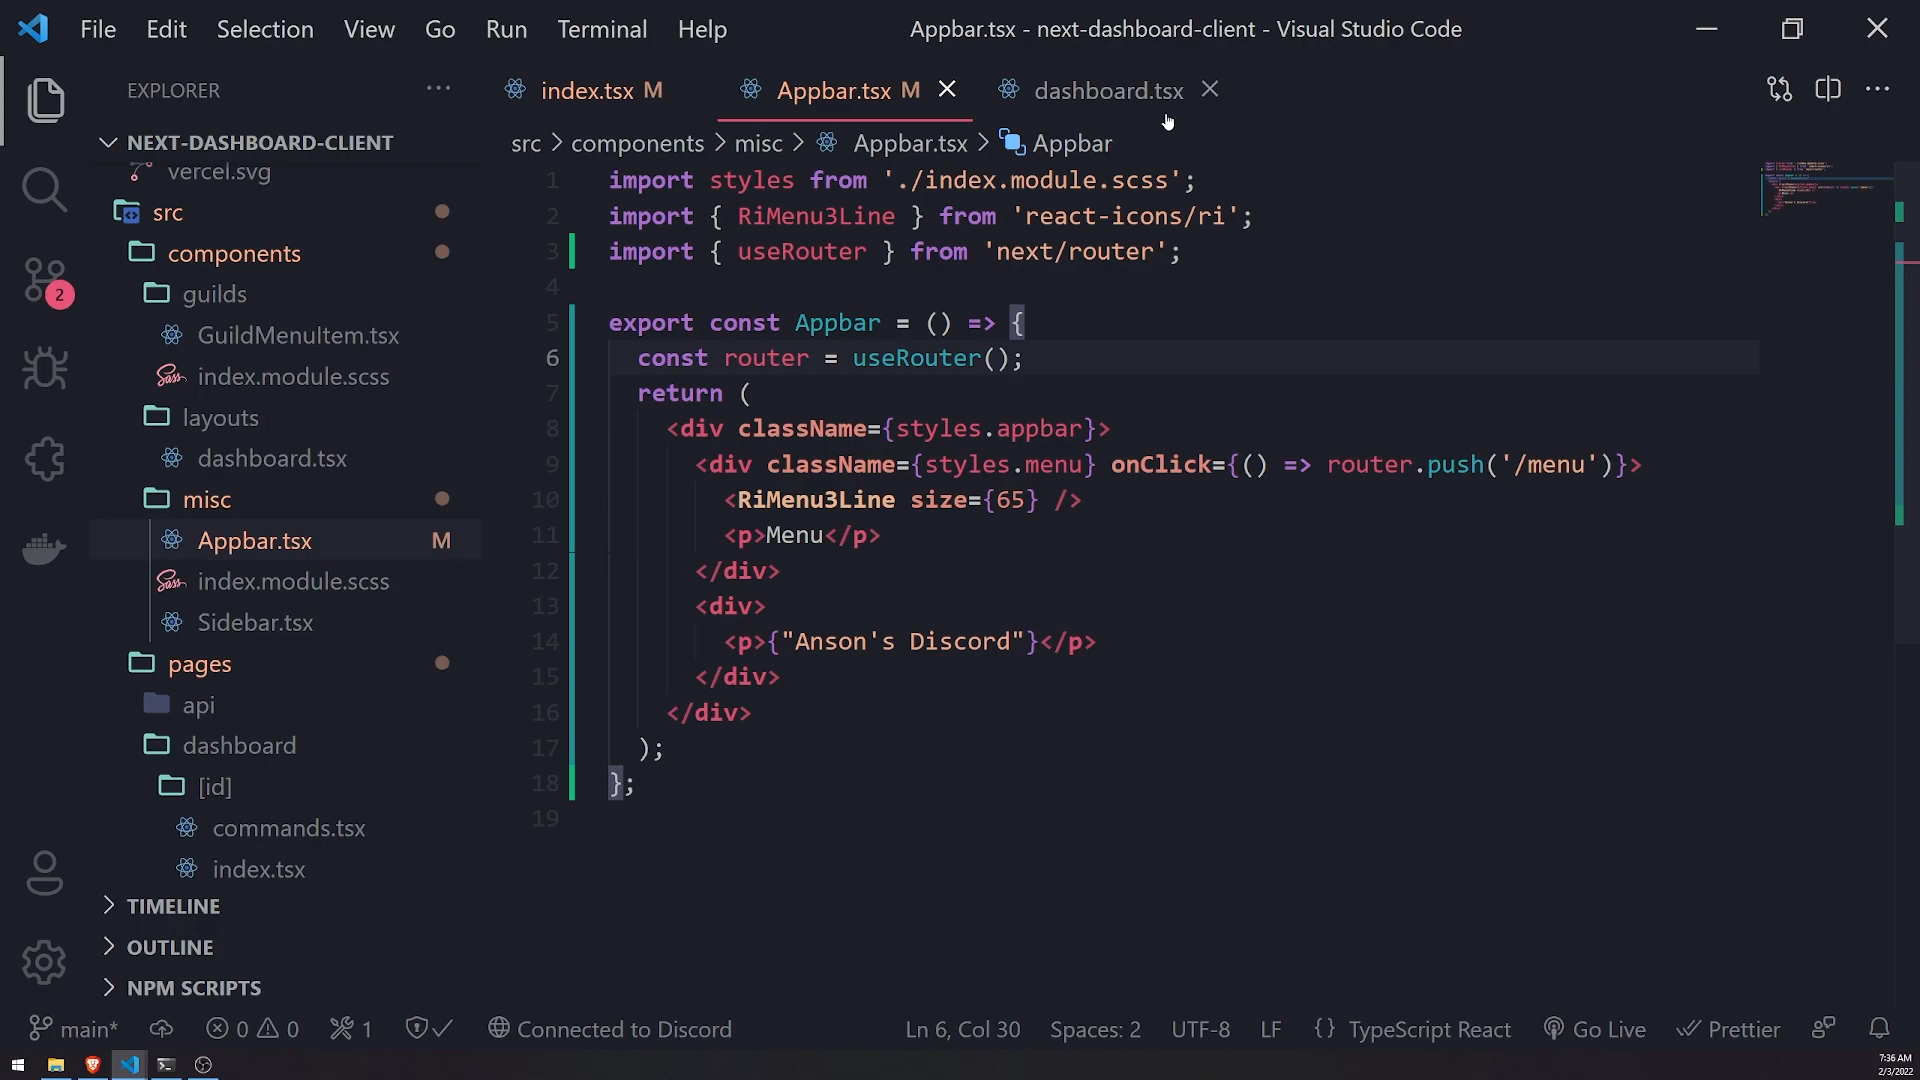 File Edit Selection View Go Run Terminal Help
Appbar.tsx - next-dashboard-client - Visual Studio Code
EXPLORER
NEXT-DASHBOARD-CLIENT
vercel.svg
src
components
guilds
GuildMenuItem.tsx
index.module.scss
layouts
dashboard.tsx
misc
Appbar.tsx M
index.module.scss
Sidebar.tsx
pages
api
dashboard
[id]
commands.tsx
index.tsx
TIMELINE
OUTLINE
NPM SCRIPTS
2
index.tsx M
Appbar.tsx M
dashboard.tsx
src > components > misc > Appbar.tsx > Appbar
1 import styles from './index.module.scss';
2 import { RiMenu3Line } from 'react-icons/ri';
3 import { useRouter } from 'next/router';
4
5 export const Appbar = () => {
6 const router = useRouter();
7 return (
8 <div className={styles.appbar}>
9 <div className={styles.menu} onClick={() => router.push('/menu')}>
10 <RiMenu3Line size={65} />
11 <p>Menu</p>
12 </div>
13 <div>
14 <p>{"Anson's Discord"}</p>
15 </div>
16 </div>
17 );
18 };
19
main* 0 0 1 Connected to Discord Ln 6, Col 30 Spaces: 2 UTF-8 LF {} TypeScript React Go Live Prettier
7:36 AM
2/3/2022